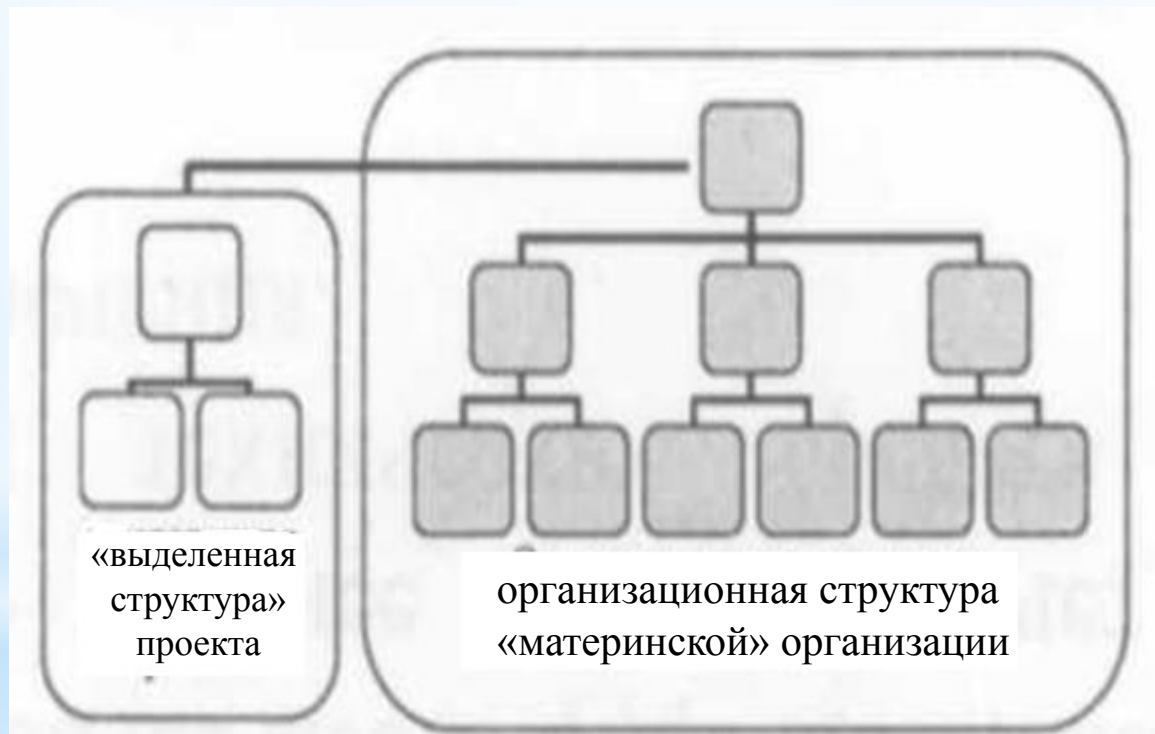 «выделенная
структура»
проекта
организационная структура
«материнской» организации